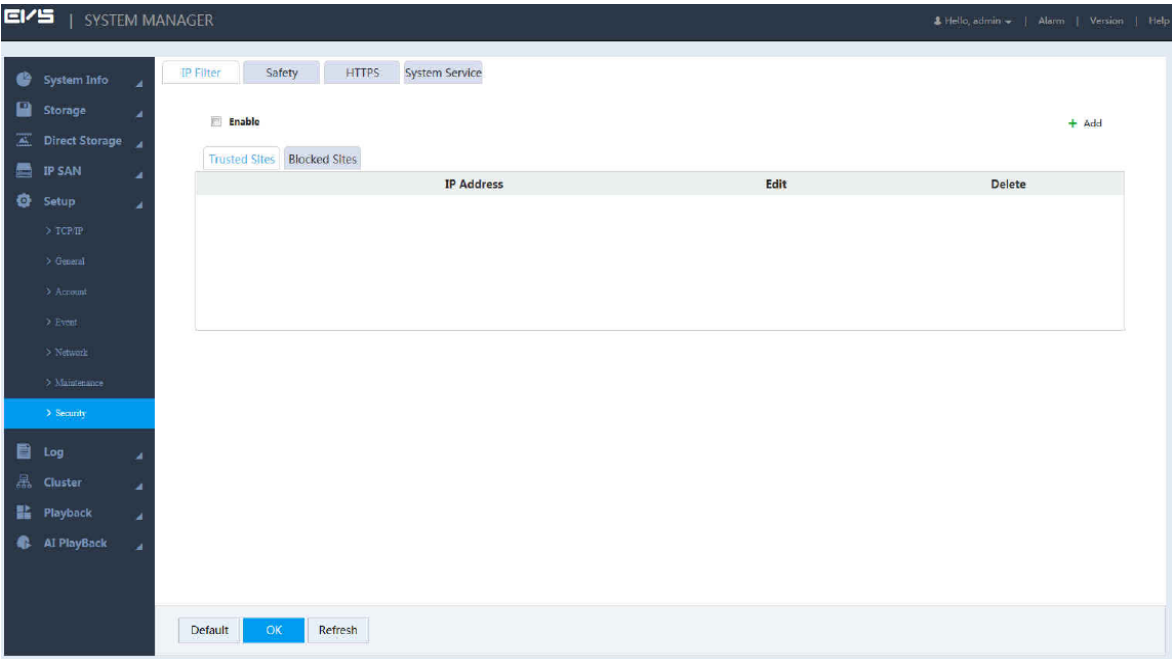 EVS | SYSTEM MANAGER
Hello, admin | Alarm | Version | Help
System Info
Storage
Direct Storage
IP SAN
Setup
> TCP/IP
> General
> Account
> Event
> Network
> Maintenance
> Security
Log
Cluster
Playback
AI PlayBack
IP Filter Safety HTTPS System Service
Enable + Add
Trusted Sites Blocked Sites
IP Address Edit Delete
Default OK Refresh